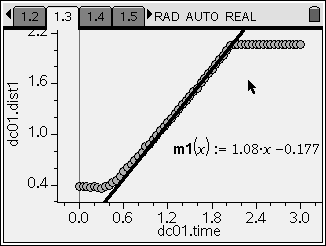 1.2 1.3 1.4 1.5 RAD AUTO REAL
2.2
1.6
1.0
0.4
dc01.dist1
m1(x) := 1.08·x −0.177
0.0 0.6 1.2 1.8 2.4 3.0
dc01.time